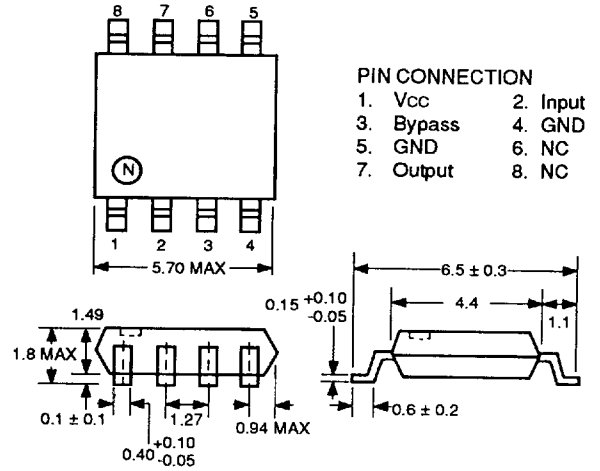 8 7 6 5
N
1 2 3 4
5.70 MAX
PIN CONNECTION
1. Vcc 2. Input
3. Bypass 4. GND
5. GND 6. NC
7. Output 8. NC
1.49
1.8 MAX
0.1 ± 0.1
1.27
0.94 MAX
0.40 +0.10 -0.05
6.5 ± 0.3
4.4
1.1
0.15 +0.10 -0.05
0.6 ± 0.2